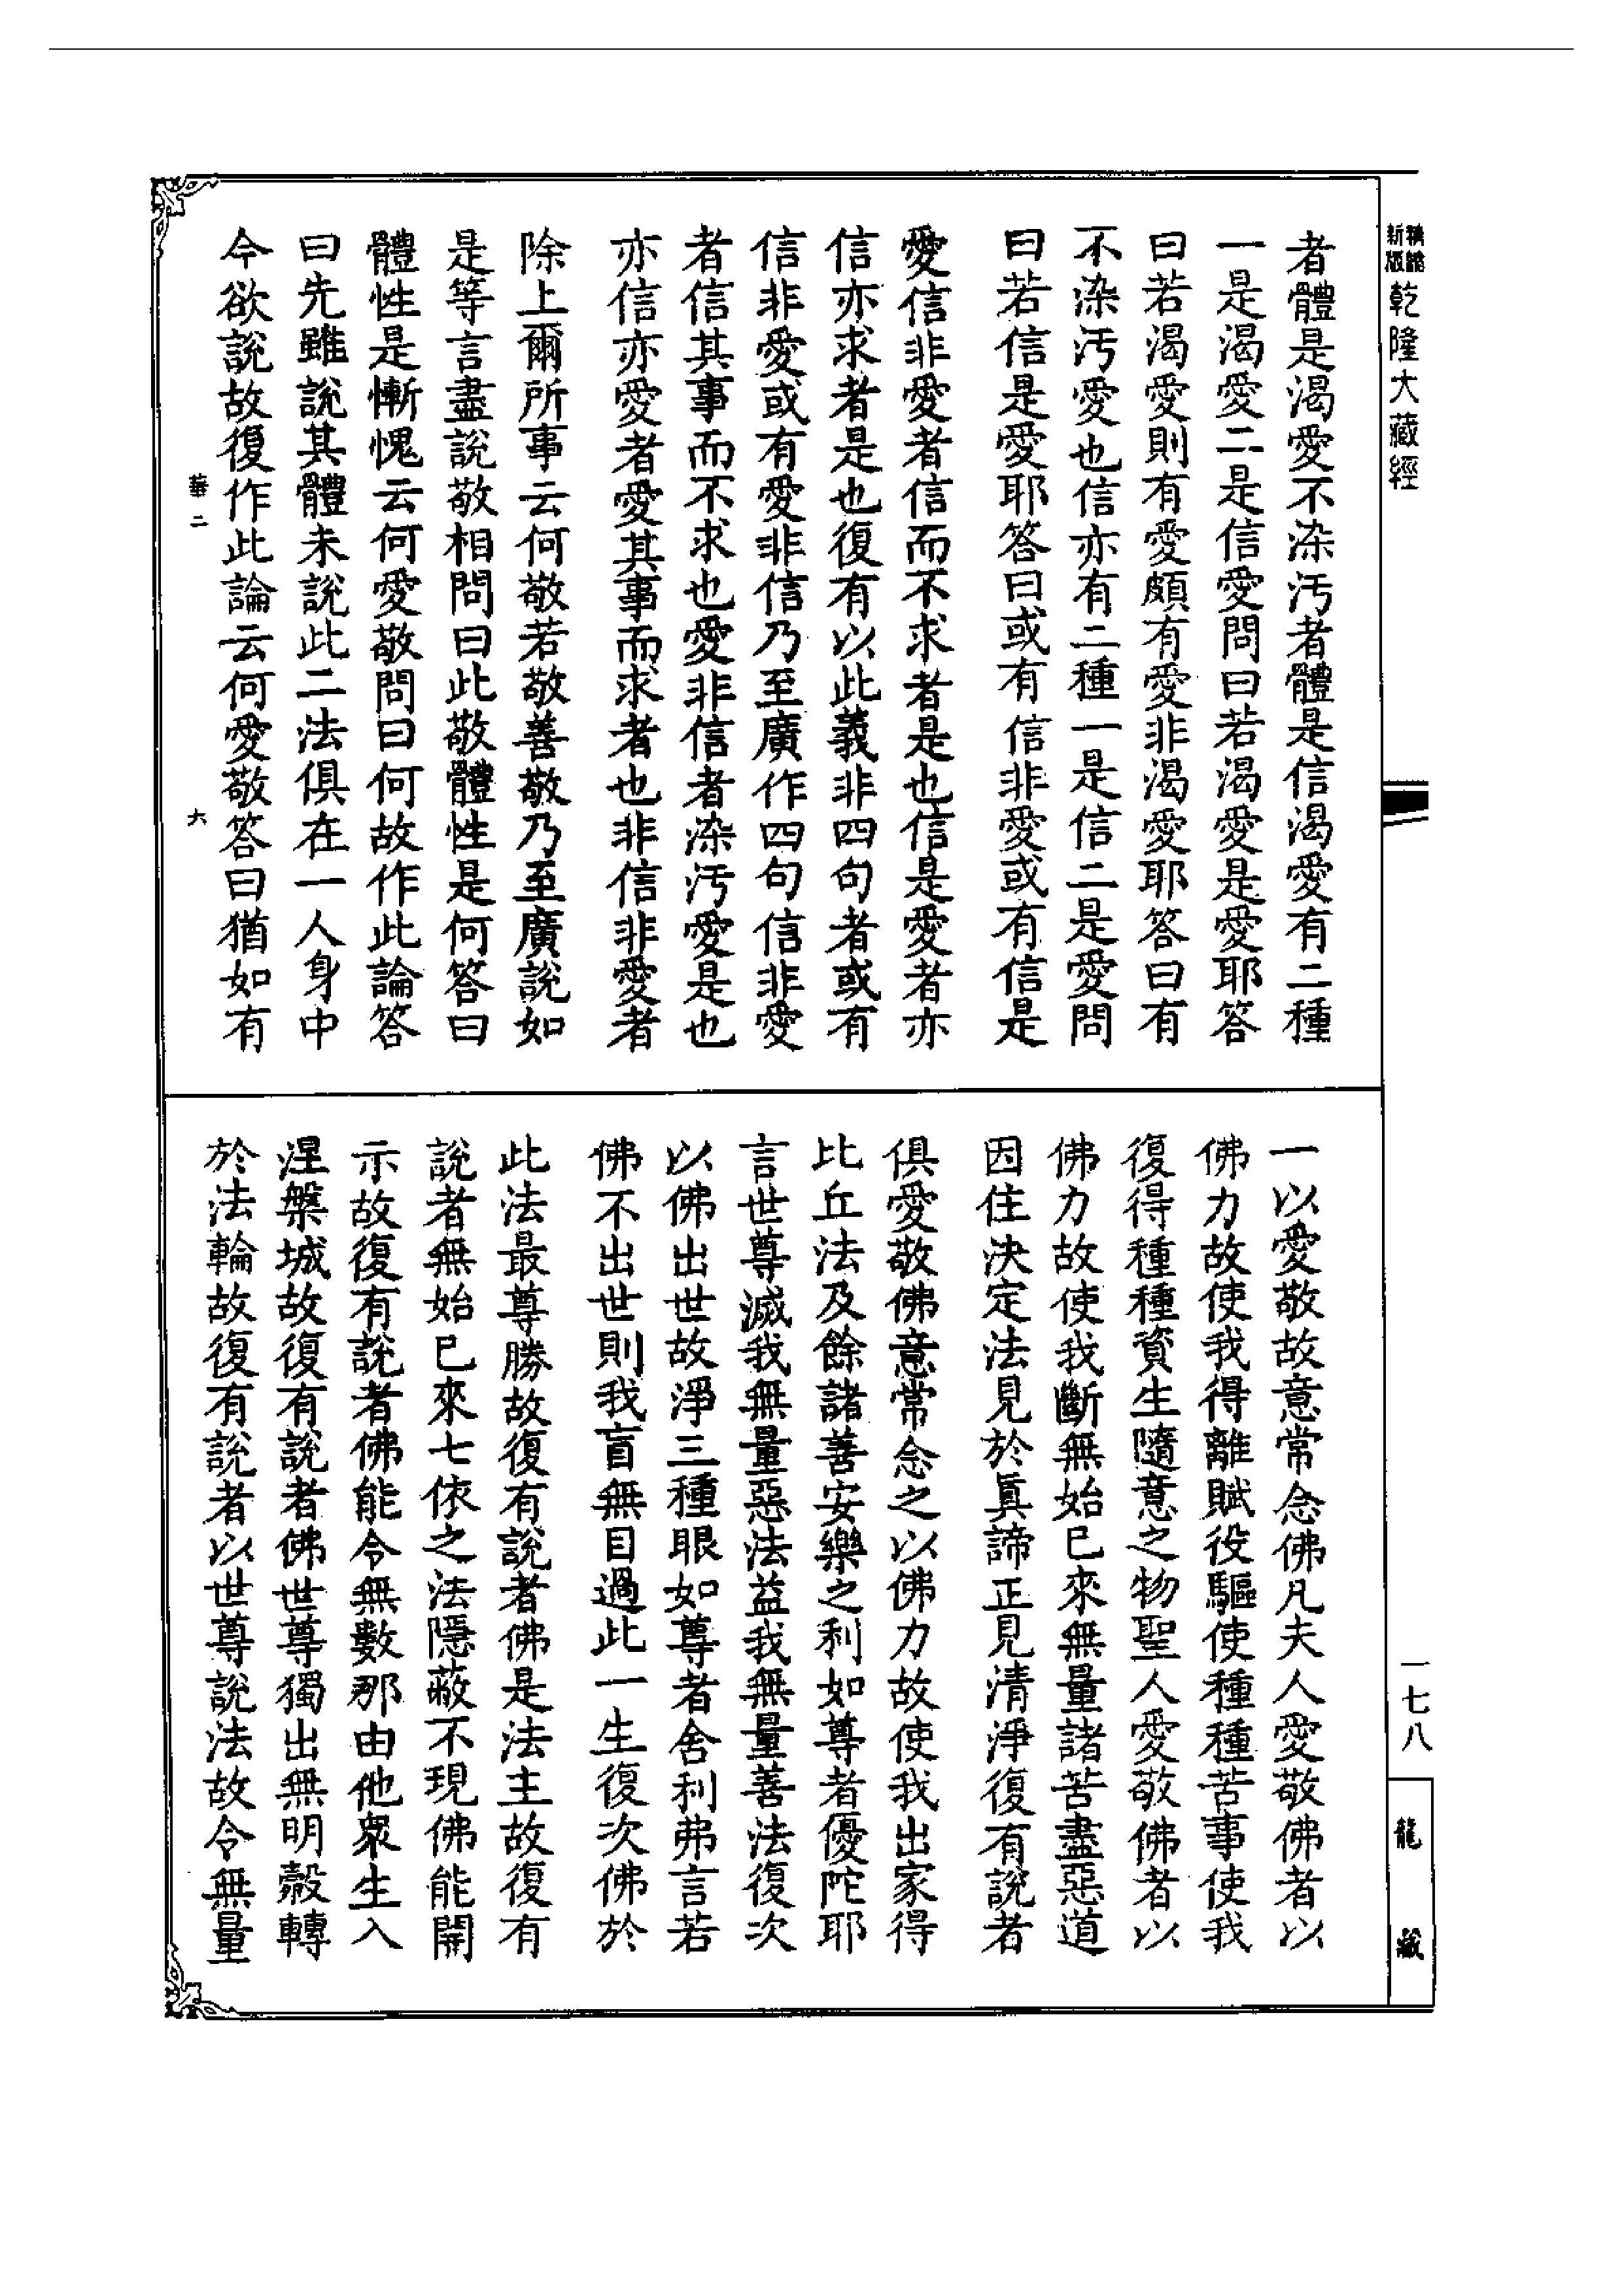 精縮新版乾隆大藏經
者體是渴愛不染污者體是信渴愛有二種
一是渴愛二是信愛問曰若渴愛是愛耶答
曰若渴愛則有愛頗有愛非渴愛耶答曰有
不染污愛也信亦有二種一是信二是愛問
曰若信是愛耶答曰或有信非愛或有信是
愛信非愛者信而不求者是也信是愛者亦
信亦求者是也復有以此義非四句者或有
信非愛或有愛非信乃至廣作四句信非愛
者信其事而不求也愛非信者染污愛是也
亦信亦愛者愛其事而求者也非信非愛者
除上爾所事云何敬若敬善敬乃至廣說如
是等言盡說敬相問曰此敬體性是何答曰
體性是慚愧云何愛敬問曰何故作此論答
曰先雖說其體未說此二法俱在一人身中
今欲說故復作此論云何愛敬答曰猶如有
華二
六
一以愛敬故意常念佛凡夫人愛敬佛者以
佛力故使我得離賦役驅使種種苦事使我
復得種種資生隨意之物聖人愛敬佛者以
佛力故使我斷無始已來無量諸苦盡惡道
因住決定法見於真諦正見清淨復有說者
俱愛敬佛意常念之以佛力故使我出家得
比丘法及餘諸善安樂之利如尊者優陀耶
言世尊滅我無量惡法益我無量善法復次
以佛出世故淨三種眼如尊者舍利弗言若
佛不出世則我盲無目過此一生復次佛於
此法最尊勝故復有說者佛是法主故復有
說者無始已來七依之法隱蔽不現佛能開
示故復有說者佛能令無數那由他眾生入
涅槃城故復有說者佛世尊獨出無明㲉轉
於法輪故復有說者以世尊說法故令無量
一七八
龍藏